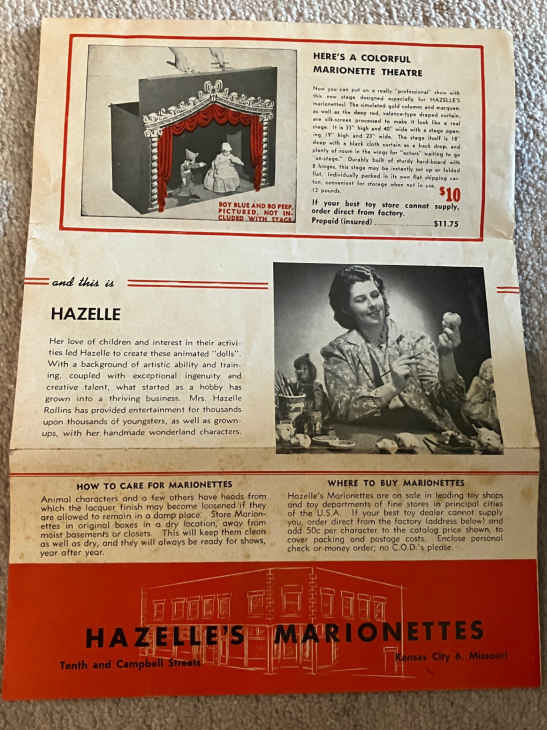 HERE'S A COLORFUL
MARIONETTE THEATRE
Now you can put on a really "professional" show with
this new stage designed especially for HAZELLE'S
marionettes! The simulated gold columns and marquee,
as well as the deep red, valance-type draped curtain,
are silk-screen processed to make it look like a real
stage. It is 33" high and 40" wide with a stage open-
ing 19" high and 23" wide. The stage itself is 18"
deep with a black cloth curtain as a back drop, and
plenty of room in the wings for "actors" waiting to go
"on-stage." Durably built of sturdy hard-board with
8 hinges, this stage may be instantly set up or folded
flat. Individually packed in its own flat shipping car-
ton, convenient for storage when not in use.
12 pounds.
$10
If your best toy store cannot supply,
order direct from factory.
Prepaid (insured) $11.75
BOY BLUE AND BO PEEP,
PICTURED, NOT IN-
CLUDED WITH STAGE
and this is
HAZELLE
Her love of children and interest in their activi-
ties led Hazelle to create these animated "dolls".
With a background of artistic ability and train-
ing, coupled with exceptional ingenuity and
creative talent, what started as a hobby has
grown into a thriving business. Mrs. Hazelle
Rollins has provided entertainment for thousands
upon thousands of youngsters, as well as grown-
ups, with her handmade wonderland characters.
HOW TO CARE FOR MARIONETTES
Animal characters and a few others have heads from
which the lacquer finish may become loosened if they
are allowed to remain in a damp place. Store Marion-
ettes in original boxes in a dry location, away from
moist basements or closets. This will keep them clean
as well as dry, and they will always be ready for shows,
year after year.
WHERE TO BUY MARIONETTES
Hazelle's Marionettes are on sale in leading toy shops
and toy departments of fine stores in principal cities
of the U.S.A. If your best toy dealer cannot supply
you, order direct from the factory (address below) and
add 50c per character to the catalog price shown, to
cover packing and postage costs. Enclose personal
check or money order; no C.O.D.'s please.
HAZELLE'S MARIONETTES
Tenth and Campbell Streets
Kansas City 6, Missouri